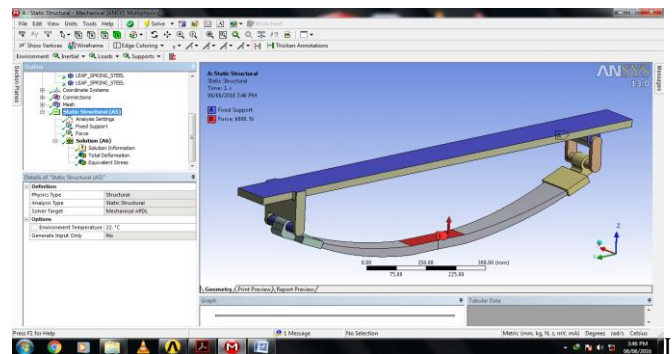 A : Static Structural - Mechanical [ANSYS Multiphysics]
File Edit View Units Tools Help Solve Worksheet
Show Vertices Wireframe Edge Coloring Thicken Annotations
Environment Inertial Loads Supports
Outline
LEAF_SPRING_STEEL
LEAF_SPRING_STEEL
Coordinate Systems
Connections
Mesh
Static Structural (A5)
Analysis Settings
Fixed Support
Force
Solution (A6)
Solution Information
Total Deformation
Equivalent Stress
Details of "Static Structural (A5)"
Definition
Physics Type Structural
Analysis Type Static Structural
Solver Target Mechanical APDL
Options
Environment Temperature 22. °C
Generate Input Only No
Section Planes
A: Static Structural
Static Structural
Time: 1. s
06/06/2016 3:46 PM
A Fixed Support
B Force: 6000. N
ANSYS
13.0
Messages
Z
0.00 150.00 300.00 (mm)
75.00 225.00
Geometry Print Preview Report Preview
Graph Tabular Data
Press F1 for Help 1 Message No Selection Metric (mm, kg, N, s, mV, mA) Degrees rad/s Celsius
3:46 PM
06/06/2016